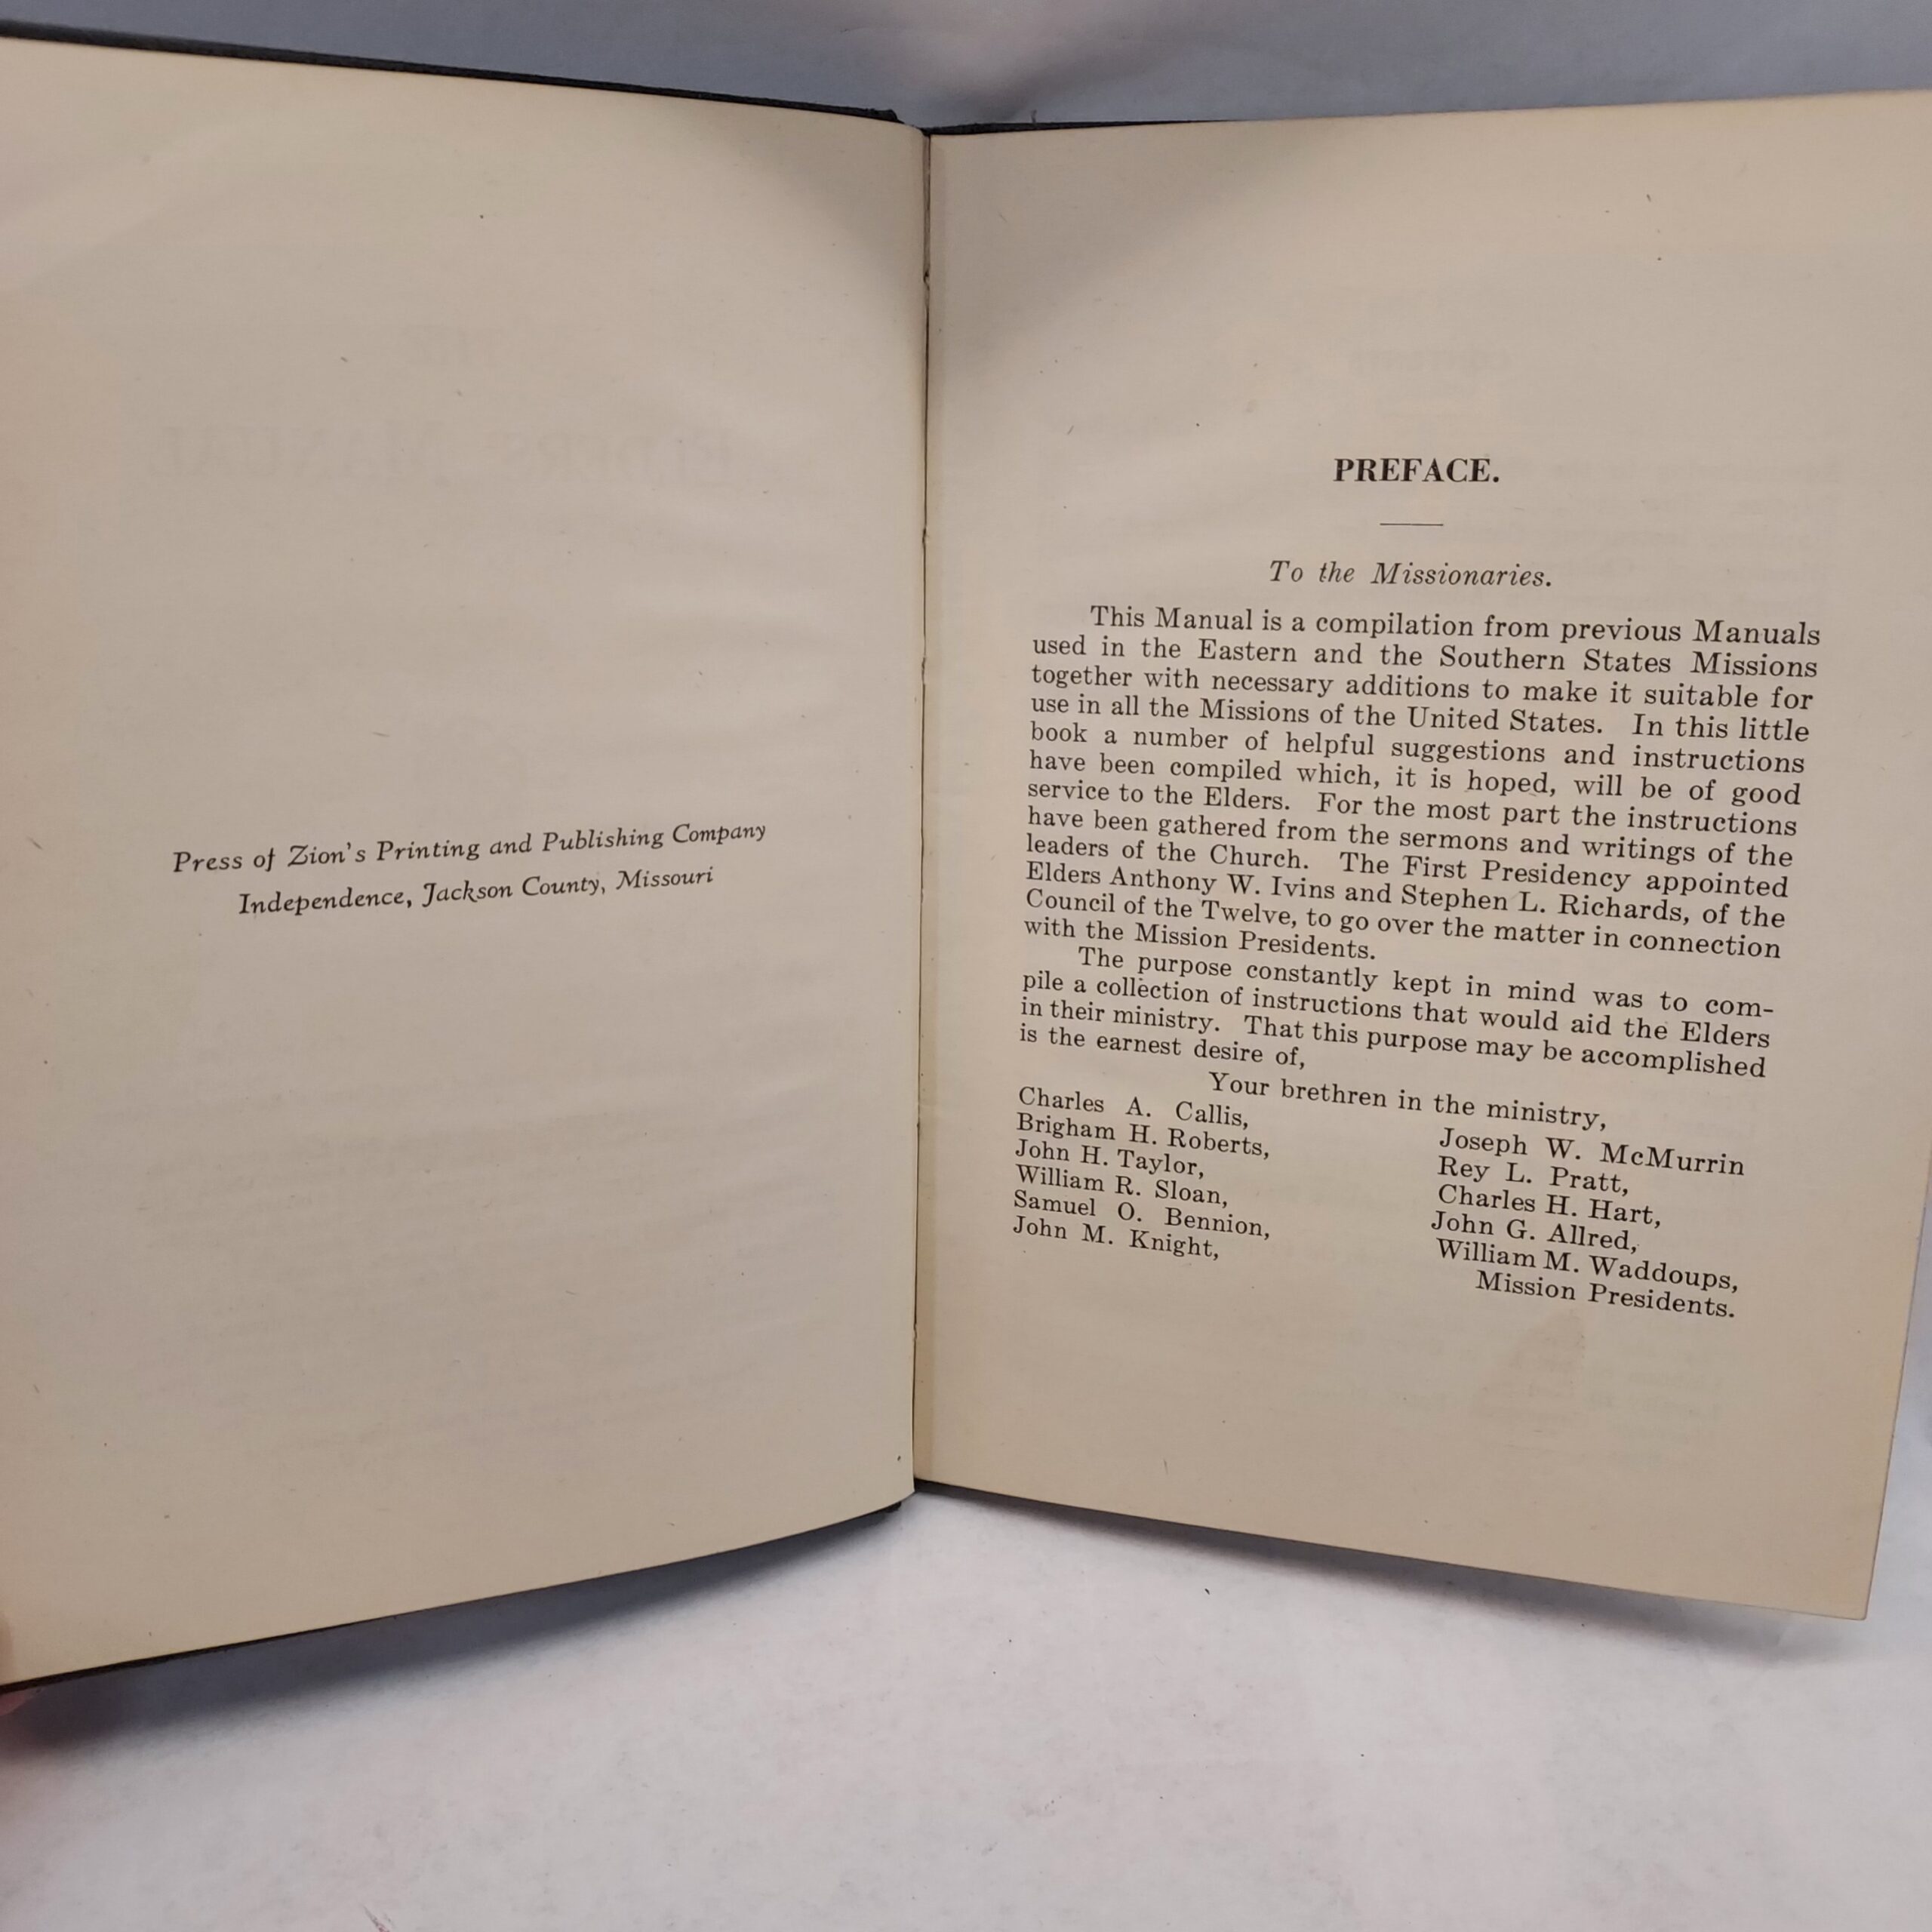 Press of Zion's Printing and Publishing Company
Independence, Jackson County, Missouri
PREFACE.
To the Missionaries.
This Manual is a compilation from previous Manuals
used in the Eastern and the Southern States Missions
together with necessary additions to make it suitable for
use in all the Missions of the United States. In this little
book a number of helpful suggestions and instructions
have been compiled which, it is hoped, will be of good
service to the Elders. For the most part the instructions
have been gathered from the sermons and writings of the
leaders of the Church. The First Presidency appointed
Elders Anthony W. Ivins and Stephen L. Richards, of the
Council of the Twelve, to go over the matter in connection
with the Mission Presidents.
The purpose constantly kept in mind was to com-
pile a collection of instructions that would aid the Elders
in their ministry. That this purpose may be accomplished
is the earnest desire of,
Your brethren in the ministry,
Charles A. Callis,
Brigham H. Roberts,
John H. Taylor,
William R. Sloan,
Samuel O. Bennion,
John M. Knight,
Joseph W. McMurrin
Rey L. Pratt,
Charles H. Hart,
John G. Allred,
William M. Waddoups,
Mission Presidents.